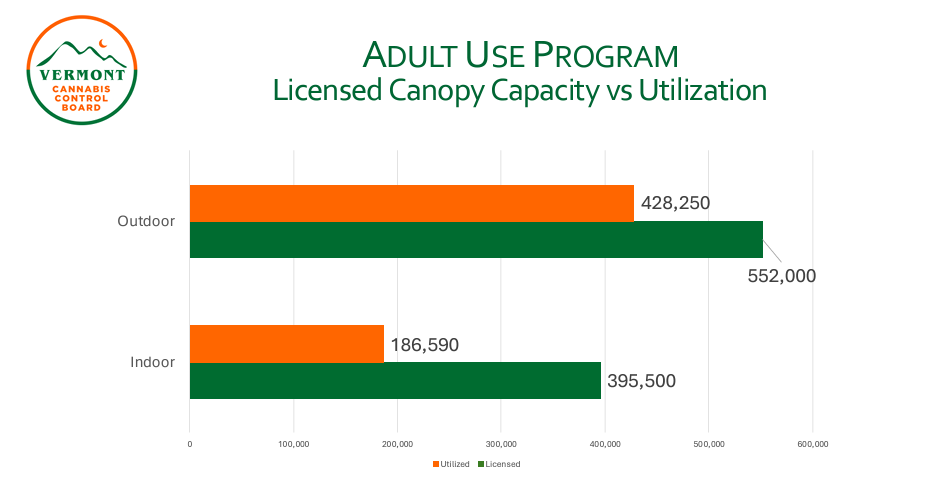 VERMONT
CANNABIS
CONTROL
BOARD
ADULT USE PROGRAM
Licensed Canopy Capacity vs Utilization
Outdoor
428,250
552,000
Indoor
186,590
395,500
0 100,000 200,000 300,000 400,000 500,000 600,000
Utilized Licensed